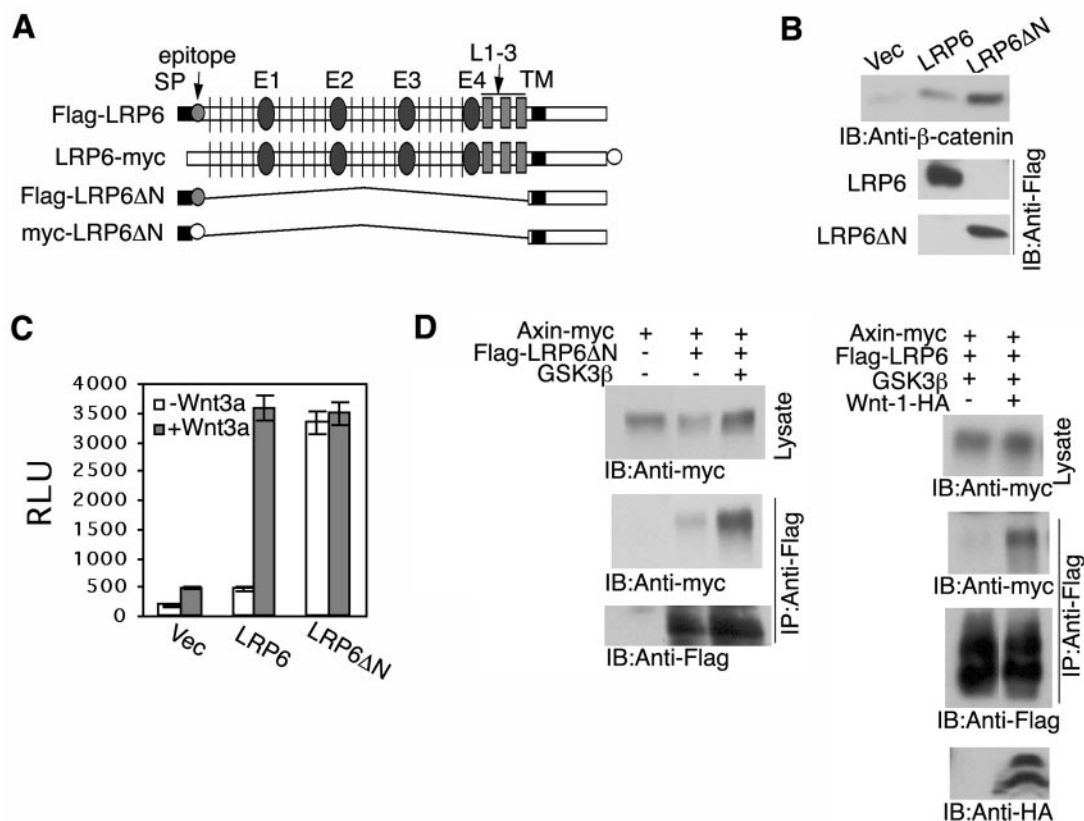 A
epitope
L1-3
SP
E1 E2 E3 E4 TM
Flag-LRP6
LRP6-myc
Flag-LRP6ΔN
myc-LRP6ΔN
B
Vec LRP6 LRP6ΔN
IB:Anti-β-catenin
LRP6
LRP6ΔN
IB:Anti-Flag
C
RLU
4000
3500
3000
2500
2000
1500
1000
500
0
-Wnt3a
+Wnt3a
Vec LRP6 LRP6ΔN
D
Axin-myc + + +
Flag-LRP6ΔN - + +
GSK3β - - +
Lysate
IB:Anti-myc
IB:Anti-myc
IB:Anti-Flag
IP:Anti-Flag
Axin-myc + +
Flag-LRP6 + +
GSK3β + +
Wnt-1-HA - +
Lysate
IB:Anti-myc
IB:Anti-myc
IB:Anti-Flag
IP:Anti-Flag
IB:Anti-HA